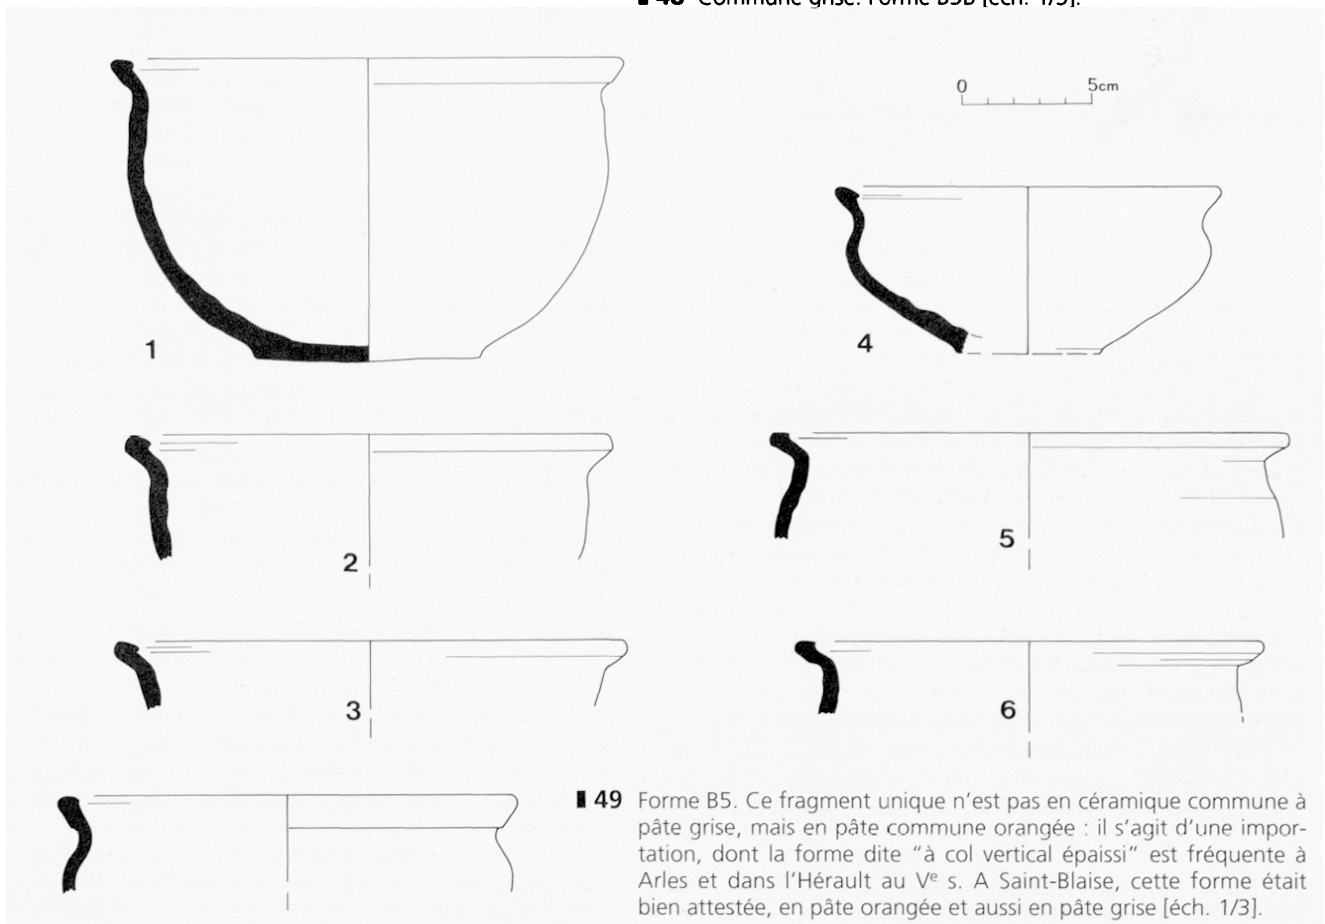 ▮ 48 Commune grise. Forme B5B [éch. 1/3].
0 5cm
1
4
2
5
3
6
▮ 49 Forme B5. Ce fragment unique n'est pas en céramique commune à
pâte grise, mais en pâte commune orangée : il s'agit d'une impor-
tation, dont la forme dite "à col vertical épaissi" est fréquente à
Arles et dans l'Hérault au Vᵉ s. A Saint-Blaise, cette forme était
bien attestée, en pâte orangée et aussi en pâte grise [éch. 1/3].